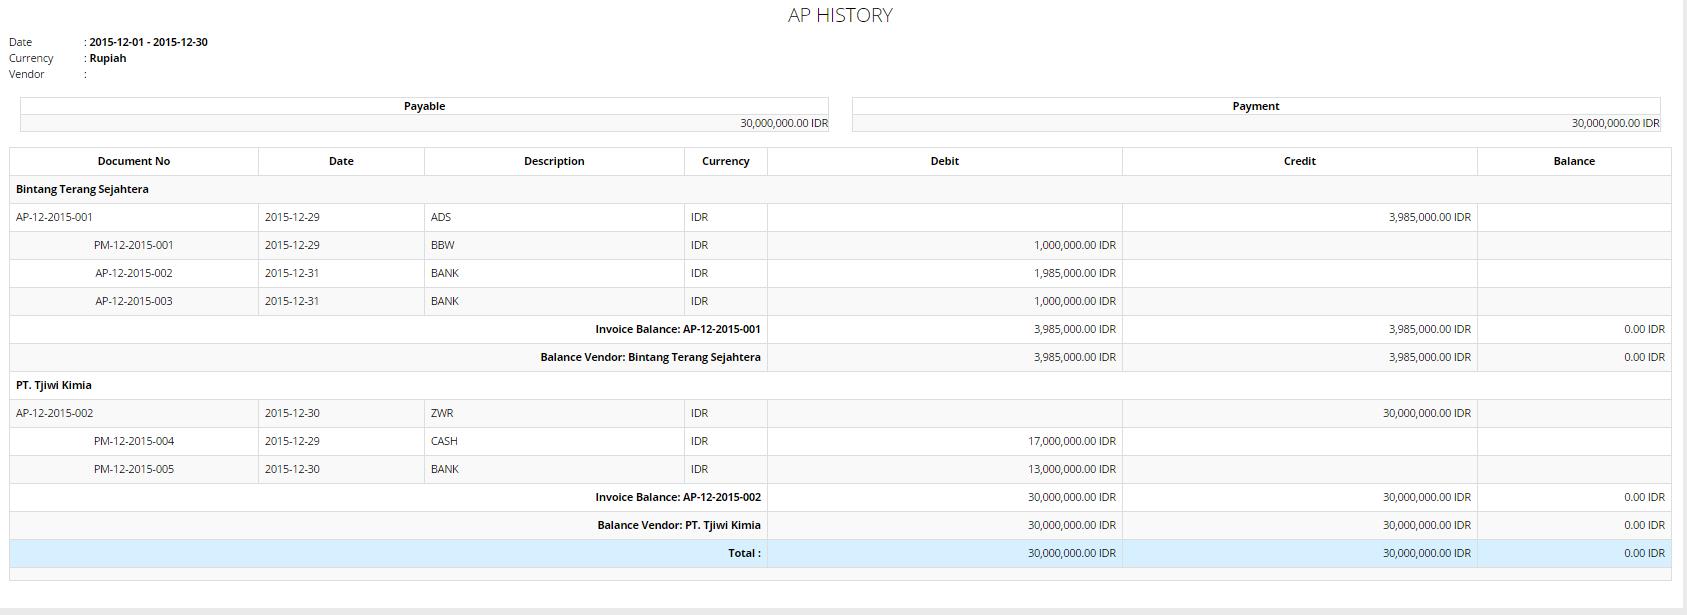 AP HISTORY
Date : 2015-12-01 - 2015-12-30
Currency : Rupiah
Vendor :
Payable Payment
30,000,000.00 IDR 30,000,000.00 IDR
Document No Date Description Currency Debit Credit Balance
Bintang Terang Sejahtera
AP-12-2015-001 2015-12-29 ADS IDR 3,985,000.00 IDR
PM-12-2015-001 2015-12-29 BBW IDR 1,000,000.00 IDR
AP-12-2015-002 2015-12-31 BANK IDR 1,985,000.00 IDR
AP-12-2015-003 2015-12-31 BANK IDR 1,000,000.00 IDR
Invoice Balance: AP-12-2015-001 3,985,000.00 IDR 3,985,000.00 IDR 0.00 IDR
Balance Vendor: Bintang Terang Sejahtera 3,985,000.00 IDR 3,985,000.00 IDR 0.00 IDR
PT. Tjiwi Kimia
AP-12-2015-002 2015-12-30 ZWR IDR 30,000,000.00 IDR
PM-12-2015-004 2015-12-29 CASH IDR 17,000,000.00 IDR
PM-12-2015-005 2015-12-30 BANK IDR 13,000,000.00 IDR
Invoice Balance: AP-12-2015-002 30,000,000.00 IDR 30,000,000.00 IDR 0.00 IDR
Balance Vendor: PT. Tjiwi Kimia 30,000,000.00 IDR 30,000,000.00 IDR 0.00 IDR
Total : 30,000,000.00 IDR 30,000,000.00 IDR 0.00 IDR